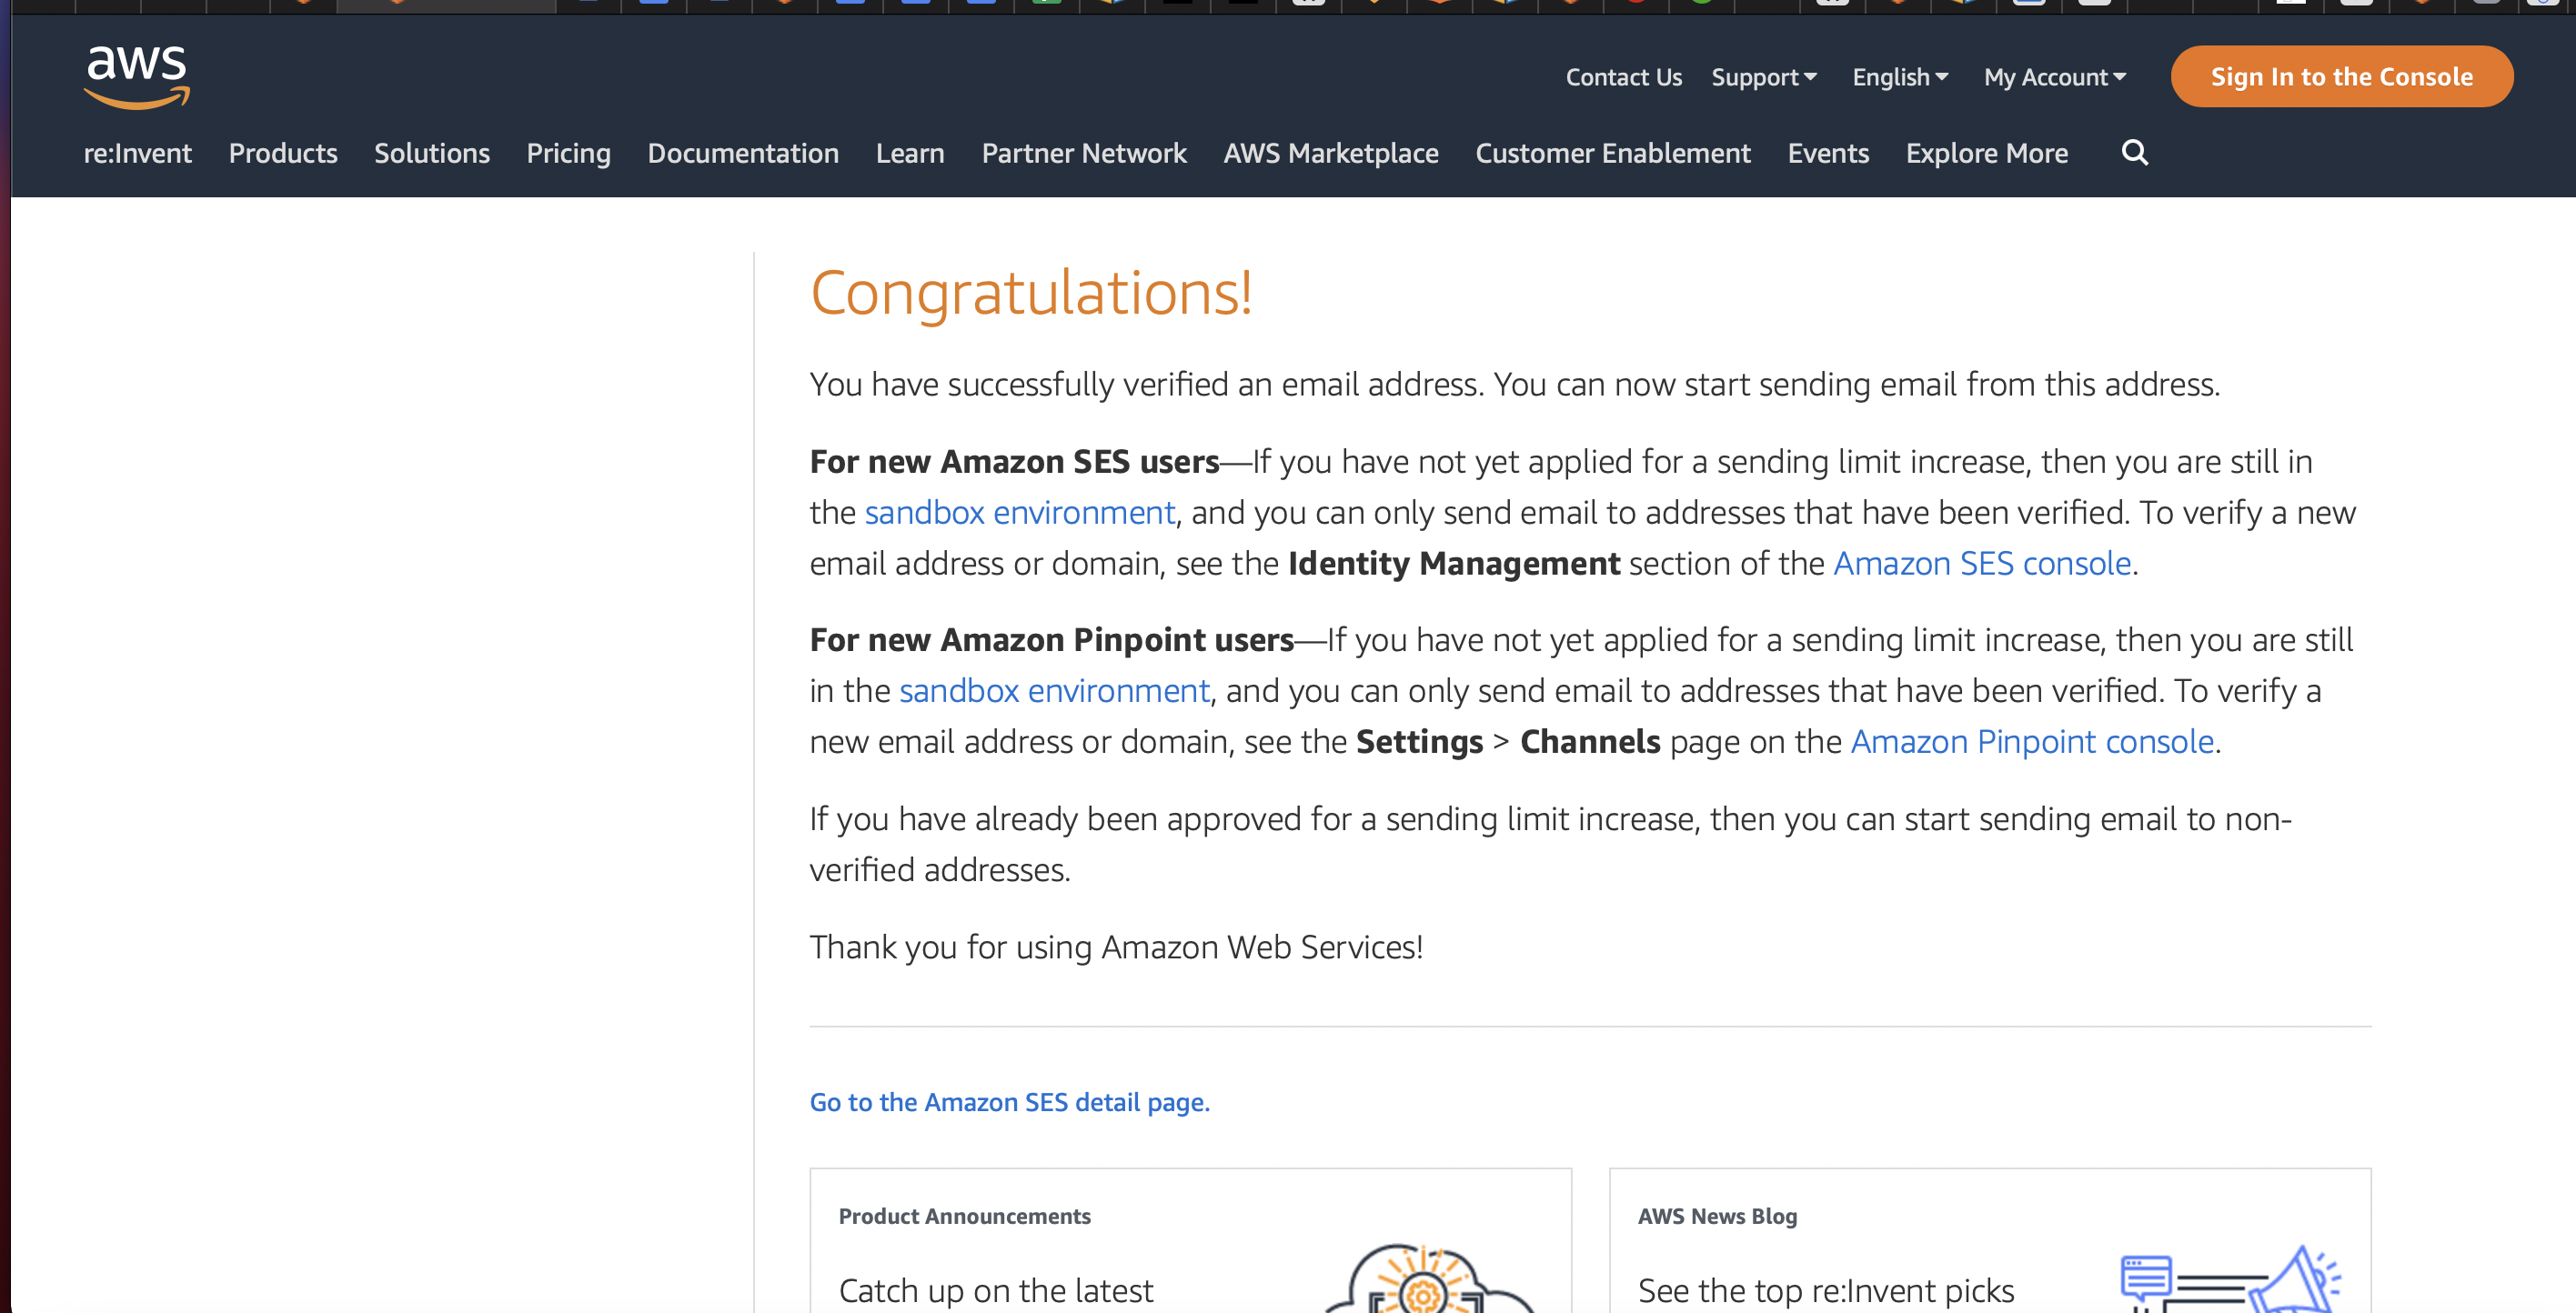 aws
Contact Us Support English My Account Sign In to the Console
re:Invent Products Solutions Pricing Documentation Learn Partner Network AWS Marketplace Customer Enablement Events Explore More
Congratulations!
You have successfully verified an email address. You can now start sending email from this address.
For new Amazon SES users—If you have not yet applied for a sending limit increase, then you are still in
the sandbox environment, and you can only send email to addresses that have been verified. To verify a new
email address or domain, see the Identity Management section of the Amazon SES console.
For new Amazon Pinpoint users—If you have not yet applied for a sending limit increase, then you are still
in the sandbox environment, and you can only send email to addresses that have been verified. To verify a
new email address or domain, see the Settings > Channels page on the Amazon Pinpoint console.
If you have already been approved for a sending limit increase, then you can start sending email to non-
verified addresses.
Thank you for using Amazon Web Services!
Go to the Amazon SES detail page.
Product Announcements
Catch up on the latest
AWS News Blog
See the top re:Invent picks